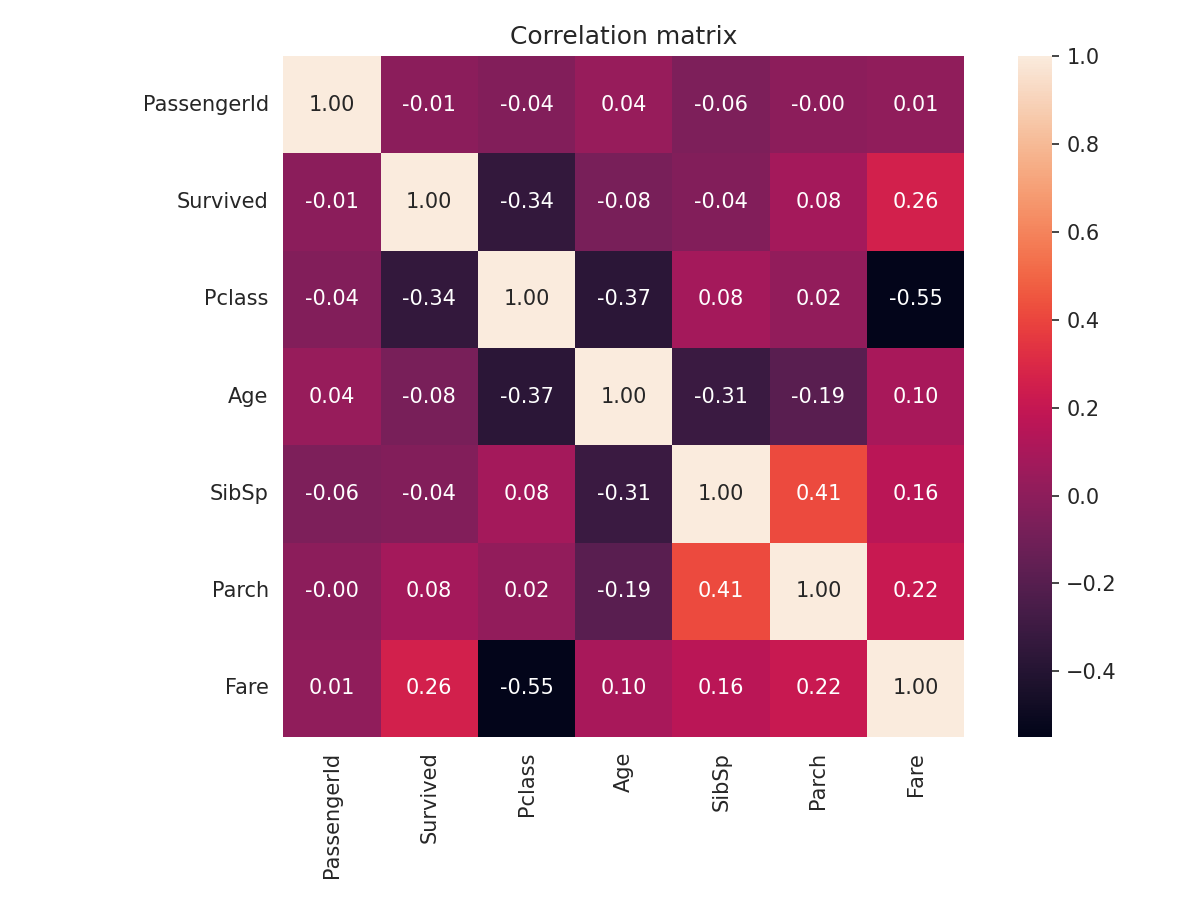 Correlation matrix
PassengerId 1.00 -0.01 -0.04 0.04 -0.06 -0.00 0.01
Survived -0.01 1.00 -0.34 -0.08 -0.04 0.08 0.26
Pclass -0.04 -0.34 1.00 -0.37 0.08 0.02 -0.55
Age 0.04 -0.08 -0.37 1.00 -0.31 -0.19 0.10
SibSp -0.06 -0.04 0.08 -0.31 1.00 0.41 0.16
Parch -0.00 0.08 0.02 -0.19 0.41 1.00 0.22
Fare 0.01 0.26 -0.55 0.10 0.16 0.22 1.00
PassengerId Survived Pclass Age SibSp Parch Fare
1.0
0.8
0.6
0.4
0.2
0.0
−0.2
−0.4